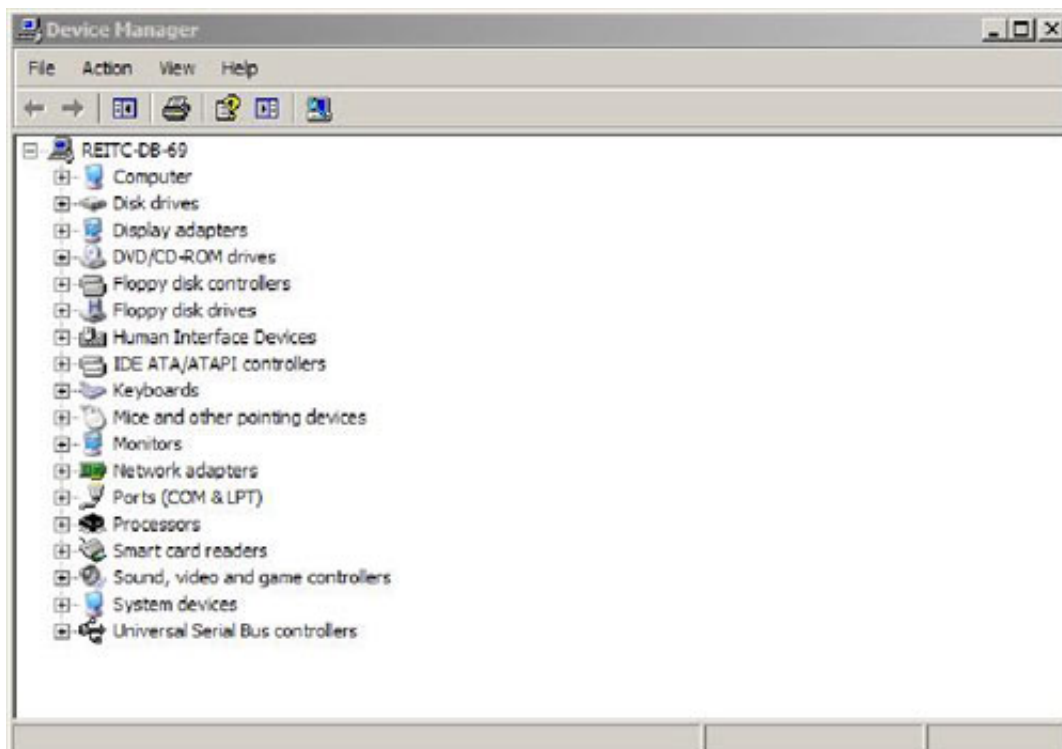 Device Manager
File Action View Help
REITC-DB-69
Computer
Disk drives
Display adapters
DVD/CD-ROM drives
Floppy disk controllers
Floppy disk drives
Human Interface Devices
IDE ATA/ATAPI controllers
Keyboards
Mice and other pointing devices
Monitors
Network adapters
Ports (COM & LPT)
Processors
Smart card readers
Sound, video and game controllers
System devices
Universal Serial Bus controllers